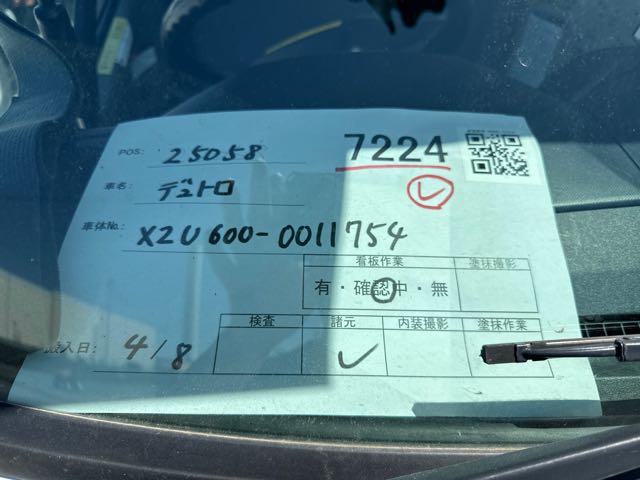 POS: 25058 7224
車名: デュトロ
車体No.: XZU600-0011754
看板作業 塗抹撮影
有・確認中・無
検査 諸元 内装撮影 塗抹作業
搬入日: 4/8 ✓